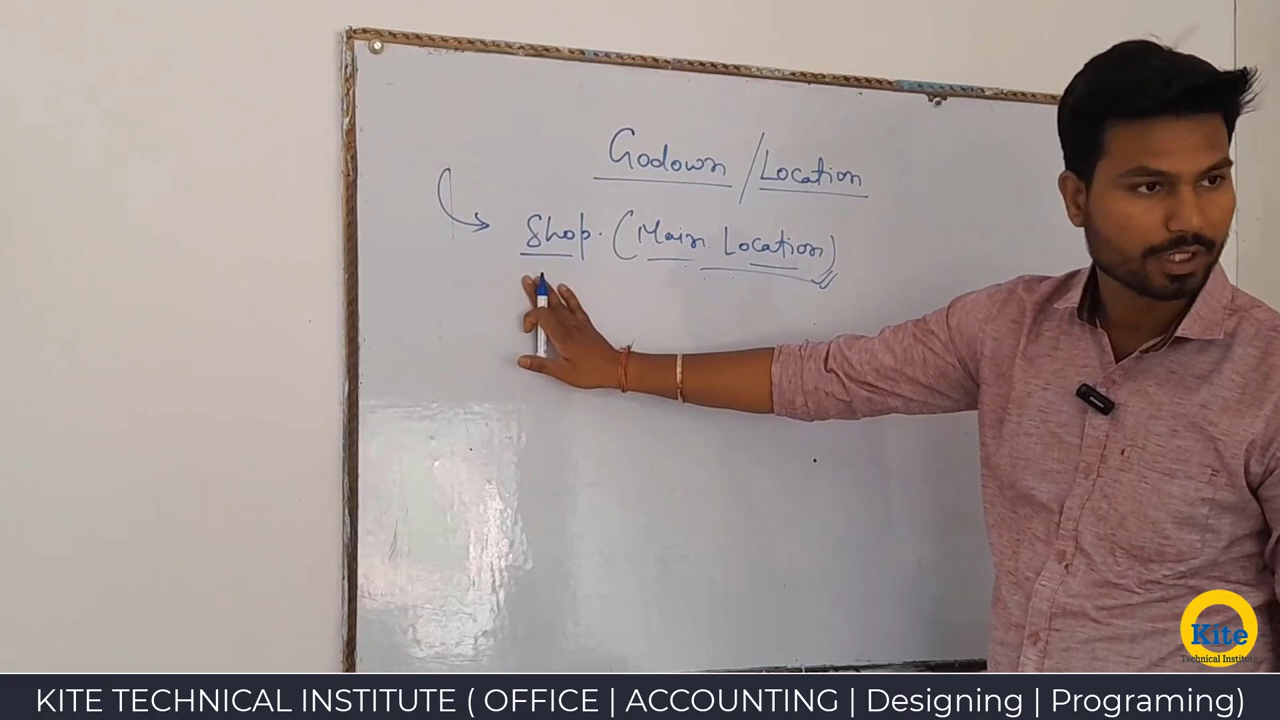 Godown / Location
Shop. (Main Location)
Kite
Technical Institute
KITE TECHNICAL INSTITUTE ( OFFICE | ACCOUNTING | Designing | Programing)